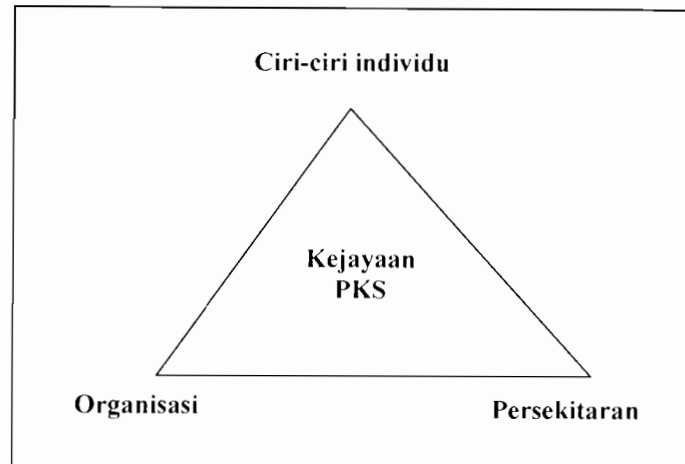 Ciri-ciri individu
Kejayaan
PKS
Organisasi
Persekitaran